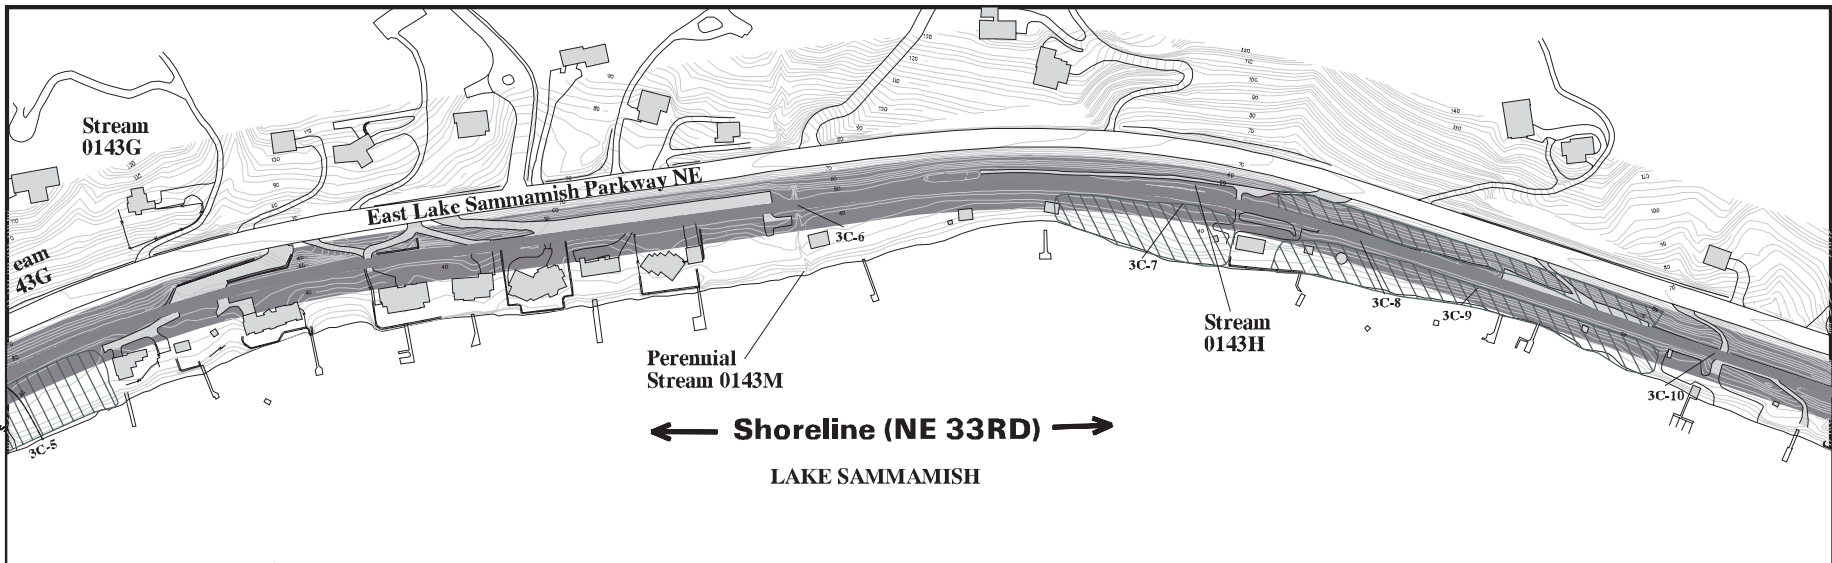 Stream
0143G
East Lake Sammamish Parkway NE
eam
43G
3C-5
3C-6
3C-7
3C-8
3C-9
3C-10
Perennial
Stream 0143M
Stream
0143H
Shoreline (NE 33RD)
LAKE SAMMAMISH